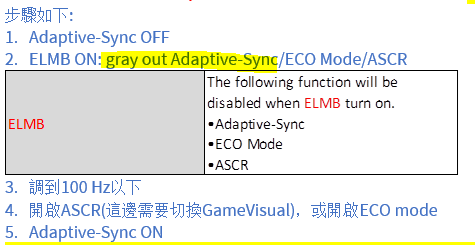 步驟如下:
1. Adaptive-Sync OFF
2. ELMB ON: gray out Adaptive-Sync/ECO Mode/ASCR
ELMB
The following function will be
disabled when ELMB turn on.
•Adaptive-Sync
•ECO Mode
•ASCR
3. 調到100 Hz以下
4. 開啟ASCR(這邊需要切換GameVisual)，或開啟ECO mode
5. Adaptive-Sync ON